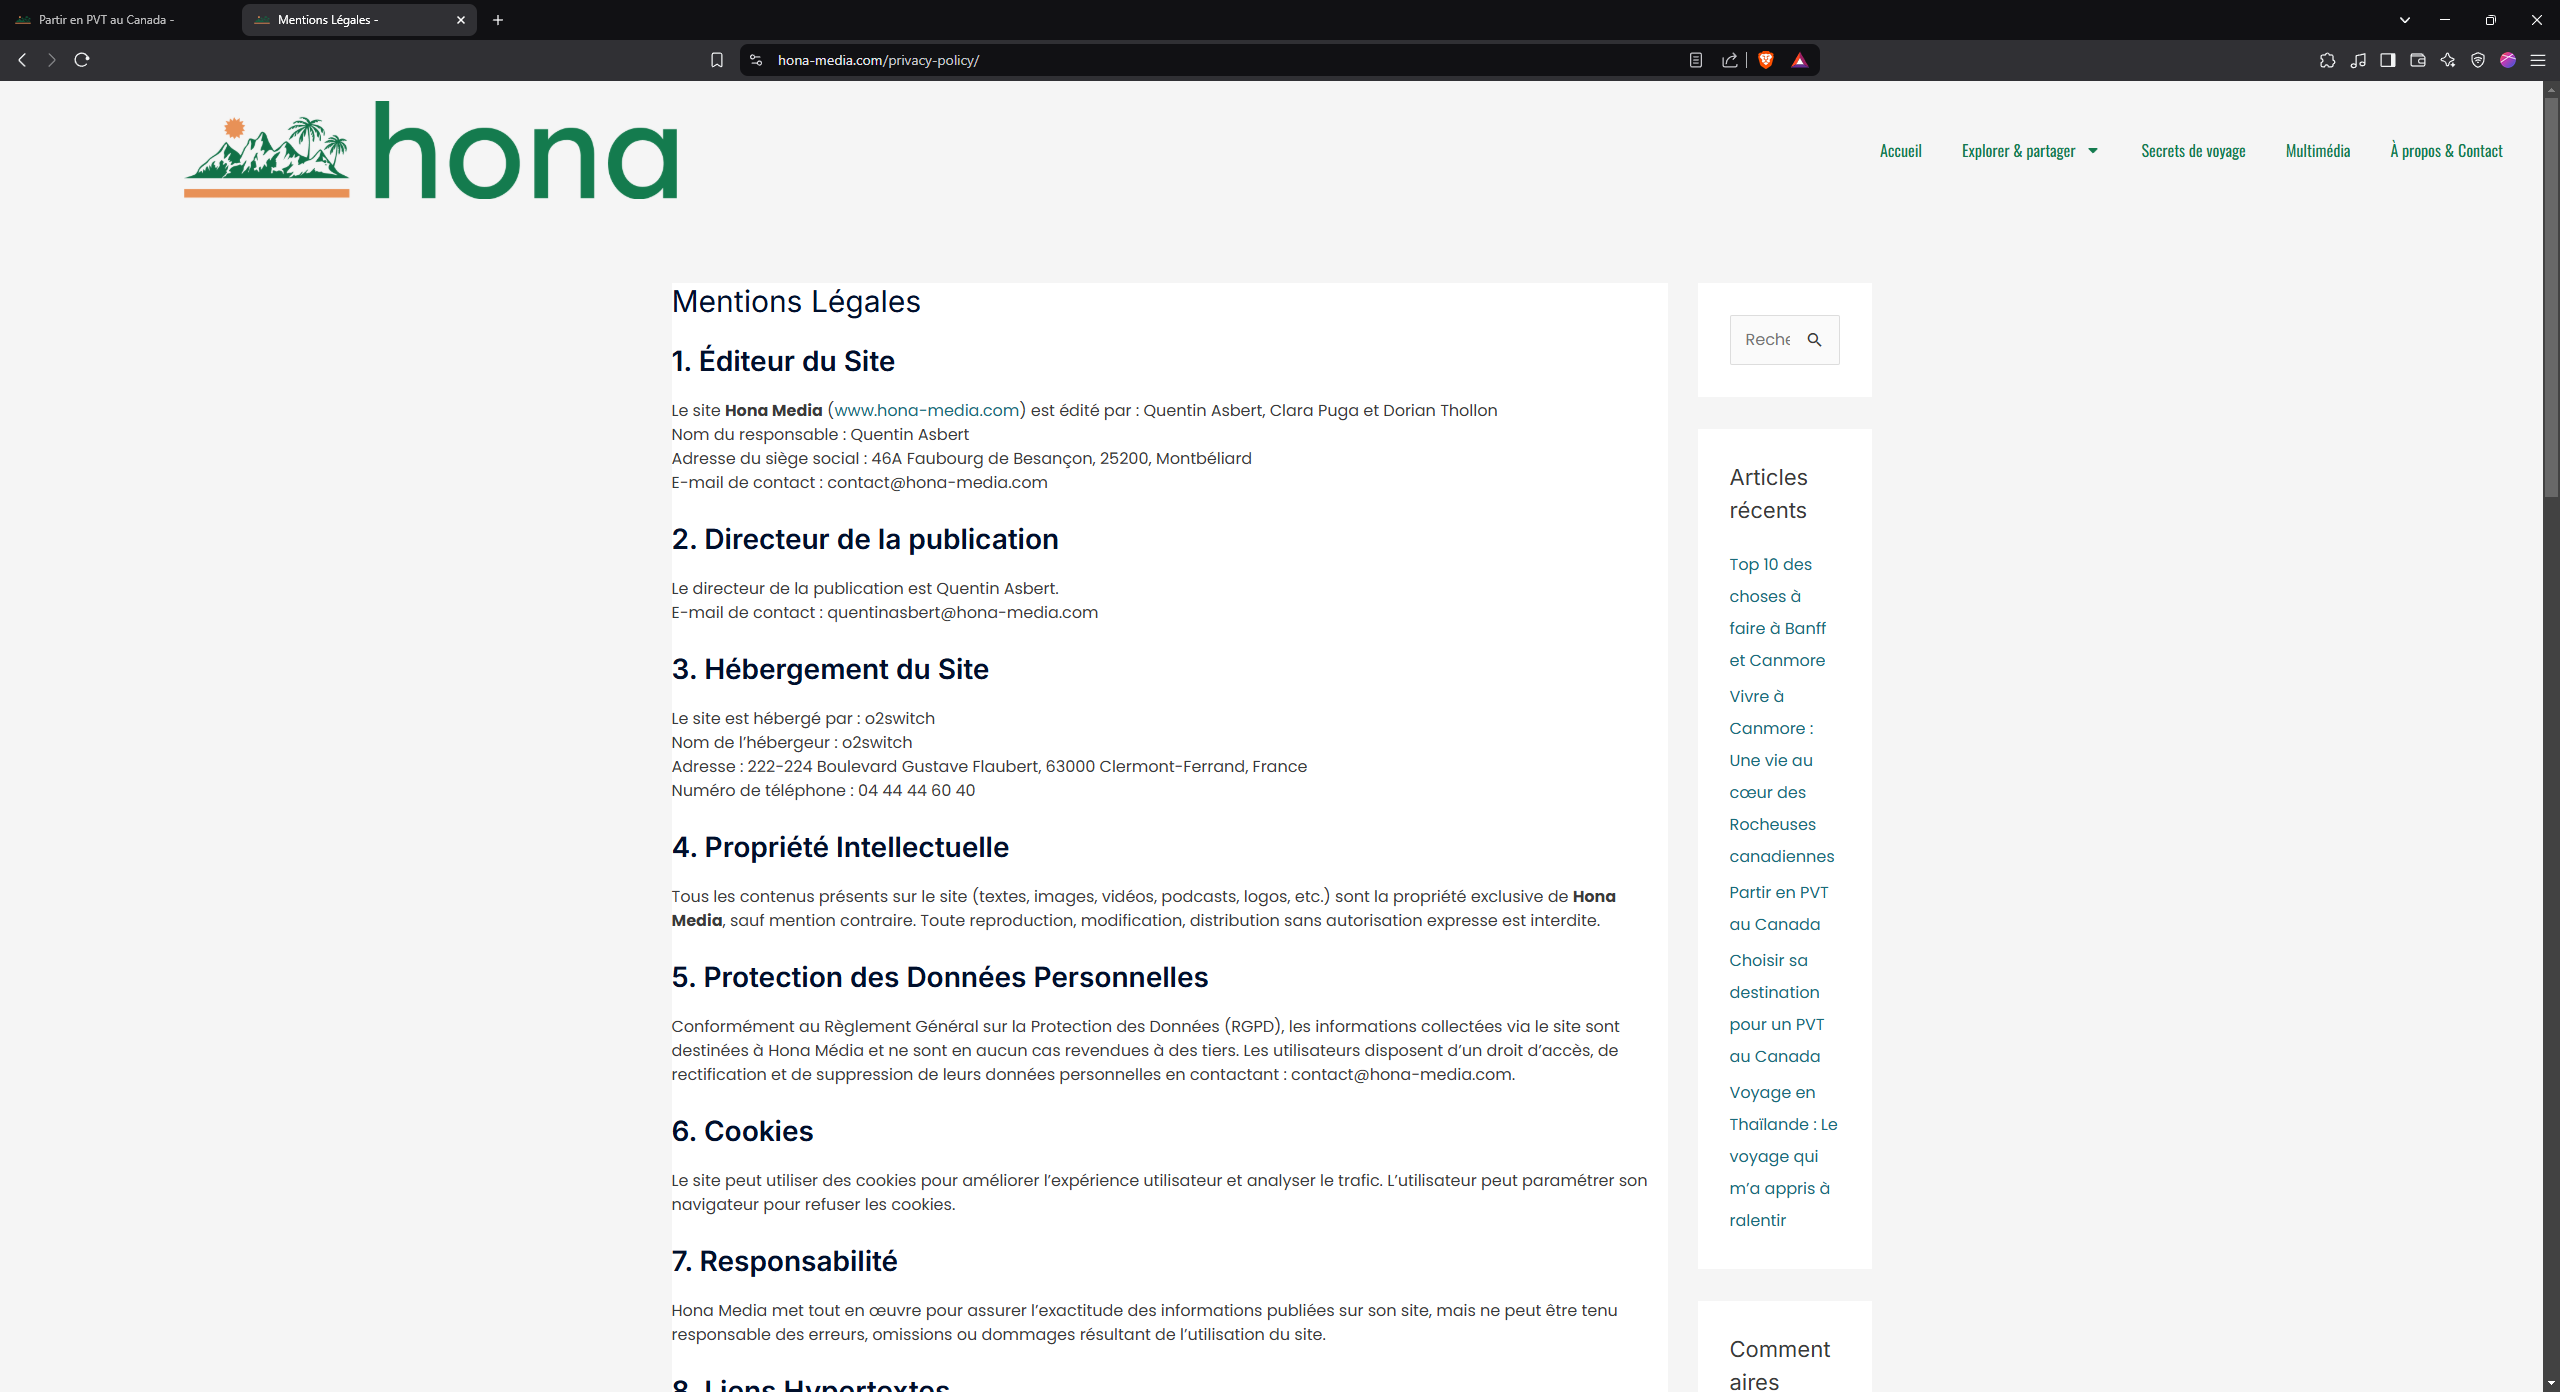 Partir en PVT au Canada -
Mentions Légales -
hona-media.com/privacy-policy/
hona
Accueil
Explorer & partager
Secrets de voyage
Multimédia
À propos & Contact
Mentions Légales
1. Éditeur du Site
Le site Hona Media (www.hona-media.com) est édité par : Quentin Asbert, Clara Puga et Dorian Thollon
Nom du responsable : Quentin Asbert
Adresse du siège social : 46A Faubourg de Besançon, 25200, Montbéliard
E-mail de contact : contact@hona-media.com
2. Directeur de la publication
Le directeur de la publication est Quentin Asbert.
E-mail de contact : quentinasbert@hona-media.com
3. Hébergement du Site
Le site est hébergé par : o2switch
Nom de l’hébergeur : o2switch
Adresse : 222-224 Boulevard Gustave Flaubert, 63000 Clermont-Ferrand, France
Numéro de téléphone : 04 44 44 60 40
4. Propriété Intellectuelle
Tous les contenus présents sur le site (textes, images, vidéos, podcasts, logos, etc.) sont la propriété exclusive de Hona
Media, sauf mention contraire. Toute reproduction, modification, distribution sans autorisation expresse est interdite.
5. Protection des Données Personnelles
Conformément au Règlement Général sur la Protection des Données (RGPD), les informations collectées via le site sont
destinées à Hona Média et ne sont en aucun cas revendues à des tiers. Les utilisateurs disposent d’un droit d’accès, de
rectification et de suppression de leurs données personnelles en contactant : contact@hona-media.com.
6. Cookies
Le site peut utiliser des cookies pour améliorer l’expérience utilisateur et analyser le trafic. L’utilisateur peut paramétrer son
navigateur pour refuser les cookies.
7. Responsabilité
Hona Media met tout en œuvre pour assurer l’exactitude des informations publiées sur son site, mais ne peut être tenu
responsable des erreurs, omissions ou dommages résultant de l’utilisation du site.
8. Liens Hypertextes
Reche
Articles
récents
Top 10 des
choses à
faire à Banff
et Canmore
Vivre à
Canmore :
Une vie au
cœur des
Rocheuses
canadiennes
Partir en PVT
au Canada
Choisir sa
destination
pour un PVT
au Canada
Voyage en
Thaïlande : Le
voyage qui
m’a appris à
ralentir
Comment
aires